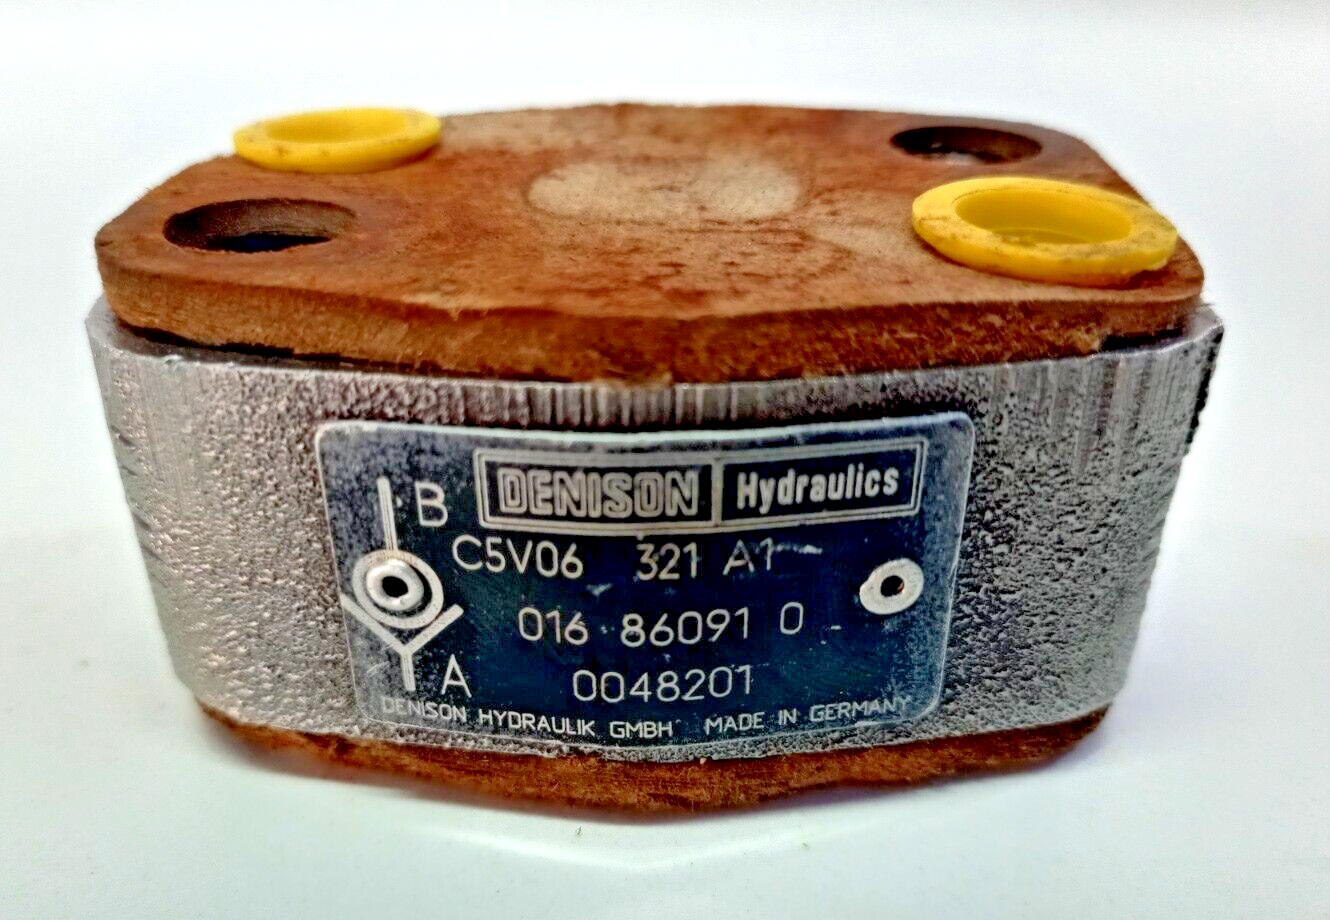 DENISON Hydraulics
B
C5V06 321 A1
016 86091 0
A
0048201
DENISON HYDRAULIK GMBH MADE IN GERMANY